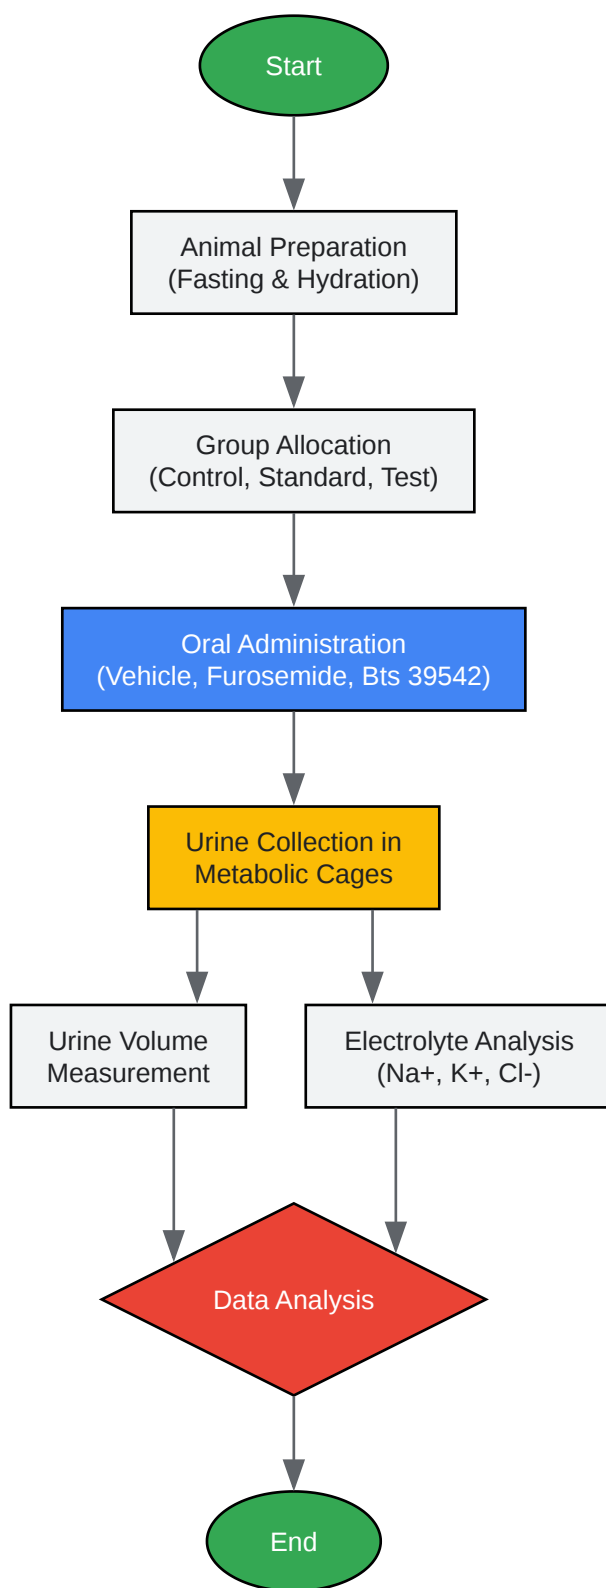 Start
Animal Preparation
(Fasting & Hydration)
Group Allocation
(Control, Standard, Test)
Oral Administration
(Vehicle, Furosemide, Bts 39542)
Urine Collection in
Metabolic Cages
Urine Volume
Measurement
Electrolyte Analysis
(Na+, K+, Cl-)
Data Analysis
End